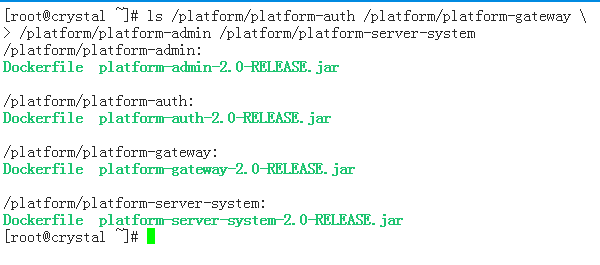 [root@crystal ~]# ls /platform/platform-auth /platform/platform-gateway \
> /platform/platform-admin /platform/platform-server-system
/platform/platform-admin:
Dockerfile  platform-admin-2.0-RELEASE.jar

/platform/platform-auth:
Dockerfile  platform-auth-2.0-RELEASE.jar

/platform/platform-gateway:
Dockerfile  platform-gateway-2.0-RELEASE.jar

/platform/platform-server-system:
Dockerfile  platform-server-system-2.0-RELEASE.jar
[root@crystal ~]#